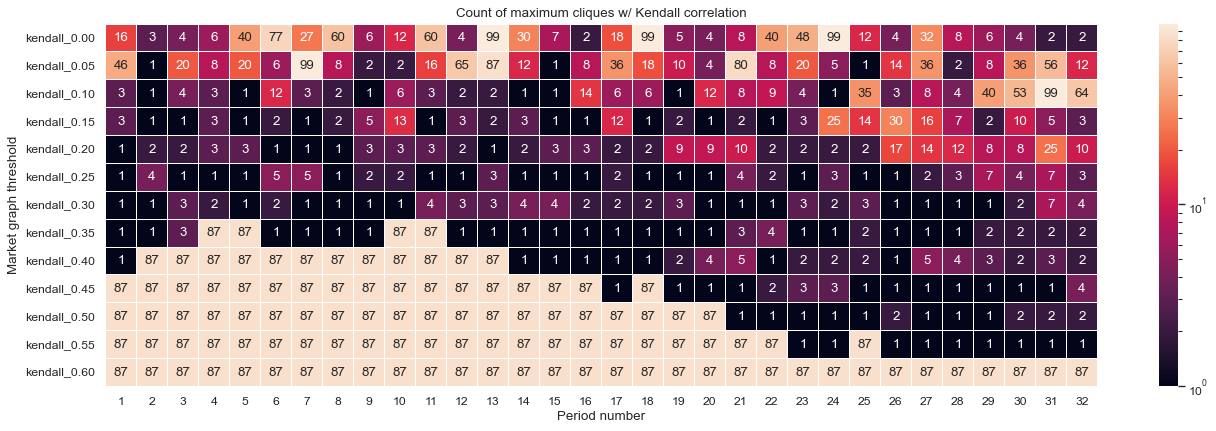 Count of maximum cliques w/ Kendall correlation
Market graph threshold
kendall_0.00 16 3 4 6 40 77 27 60 6 12 60 4 99 30 7 2 18 99 5 4 8 40 48 99 12 4 32 8 6 4 2 2
kendall_0.05 46 1 20 8 20 6 99 8 2 2 16 65 87 12 1 8 36 18 10 4 80 8 20 5 1 14 36 2 8 36 56 12
kendall_0.10 3 1 4 3 1 12 3 2 1 6 3 2 2 1 1 14 6 6 1 12 8 9 4 1 35 3 8 4 40 53 99 64
kendall_0.15 3 1 1 3 1 2 1 2 5 13 1 3 2 3 1 1 12 1 2 1 2 1 3 25 14 30 16 7 2 10 5 3
kendall_0.20 1 2 2 3 3 1 1 1 3 3 3 2 1 2 3 3 2 2 9 9 10 2 2 2 2 17 14 12 8 8 25 10
kendall_0.25 1 4 1 1 1 5 5 1 2 2 1 1 3 1 1 1 2 1 1 1 4 2 1 3 1 1 2 3 7 4 7 3
kendall_0.30 1 1 3 2 1 2 1 1 1 1 4 3 3 4 4 2 2 2 3 1 1 1 3 2 3 1 1 1 1 2 7 4
kendall_0.35 1 1 3 87 87 1 1 1 1 87 87 1 1 1 1 1 1 1 1 1 3 4 1 1 2 1 1 1 2 2 2 2
kendall_0.40 1 87 87 87 87 87 87 87 87 87 87 87 87 1 1 1 1 1 2 4 5 1 2 2 2 1 5 4 3 2 3 2
kendall_0.45 87 87 87 87 87 87 87 87 87 87 87 87 87 87 87 87 1 87 1 1 1 2 3 3 1 1 1 1 1 1 1 4
kendall_0.50 87 87 87 87 87 87 87 87 87 87 87 87 87 87 87 87 87 87 87 87 1 1 1 1 1 2 1 1 1 2 2 2
kendall_0.55 87 87 87 87 87 87 87 87 87 87 87 87 87 87 87 87 87 87 87 87 87 87 1 1 87 1 1 1 1 1 1 1
kendall_0.60 87 87 87 87 87 87 87 87 87 87 87 87 87 87 87 87 87 87 87 87 87 87 87 87 87 87 87 87 87 87 87 87
1 2 3 4 5 6 7 8 9 10 11 12 13 14 15 16 17 18 19 20 21 22 23 24 25 26 27 28 29 30 31 32
Period number
10^1
10^0